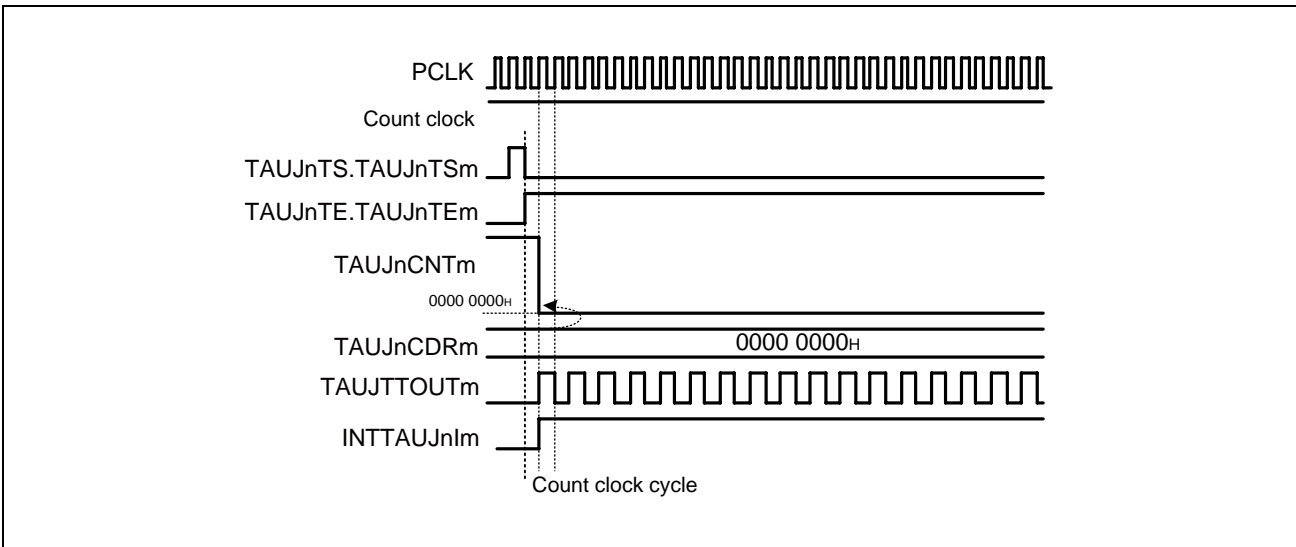 PCLK
Count clock
TAUJnTS.TAUJnTSm
TAUJnTE.TAUJnTEm
TAUJnCNTm
0000 0000H
TAUJnCDRm
0000 0000H
TAUJTTOUTm
INTTAUJnIm
Count clock cycle